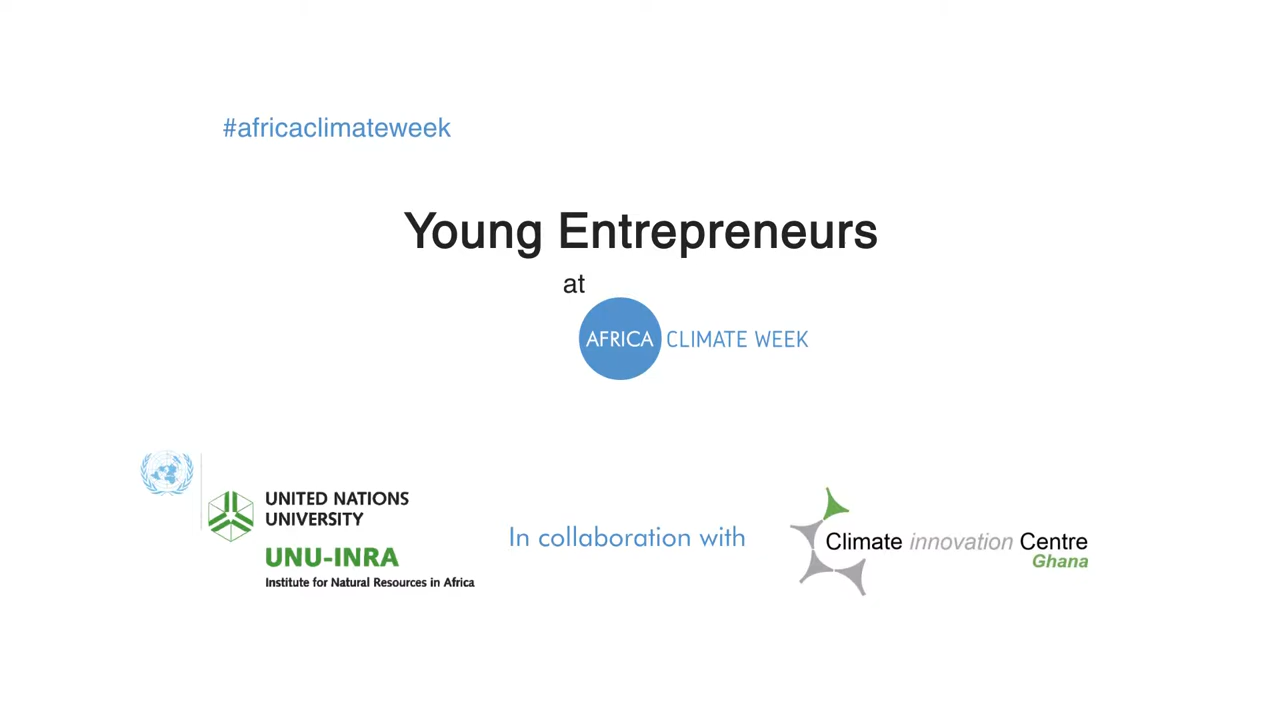 #africaclimateweek
Young Entrepreneurs
at
AFRICA CLIMATE WEEK
UNITED NATIONS
UNIVERSITY
UNU-INRA
Institute for Natural Resources in Africa
In collaboration with
Climate innovation Centre
Ghana